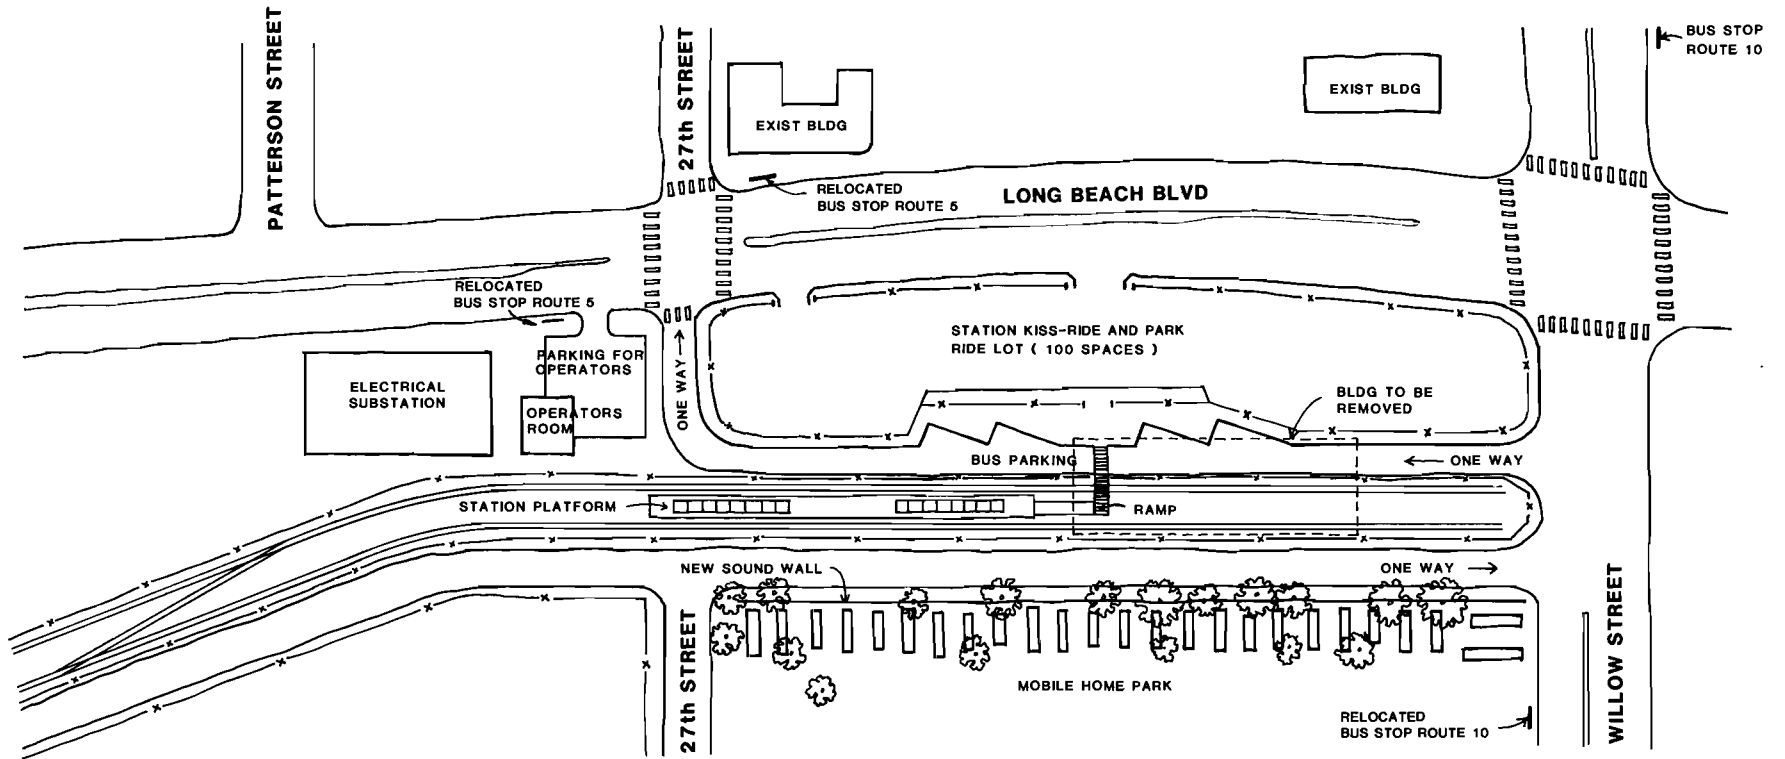 PATTERSON STREET
27th STREET
EXIST BLDG
EXIST BLDG
BUS STOP
ROUTE 10
RELOCATED
BUS STOP ROUTE 5
LONG BEACH BLVD
RELOCATED
BUS STOP ROUTE 5
PARKING FOR
OPERATORS
ELECTRICAL
SUBSTATION
OPERATORS
ROOM
ONE WAY
STATION KISS-RIDE AND PARK
RIDE LOT ( 100 SPACES )
BLDG TO BE
REMOVED
BUS PARKING
ONE WAY
STATION PLATFORM
RAMP
NEW SOUND WALL
ONE WAY
27th STREET
MOBILE HOME PARK
RELOCATED
BUS STOP ROUTE 10
WILLOW STREET